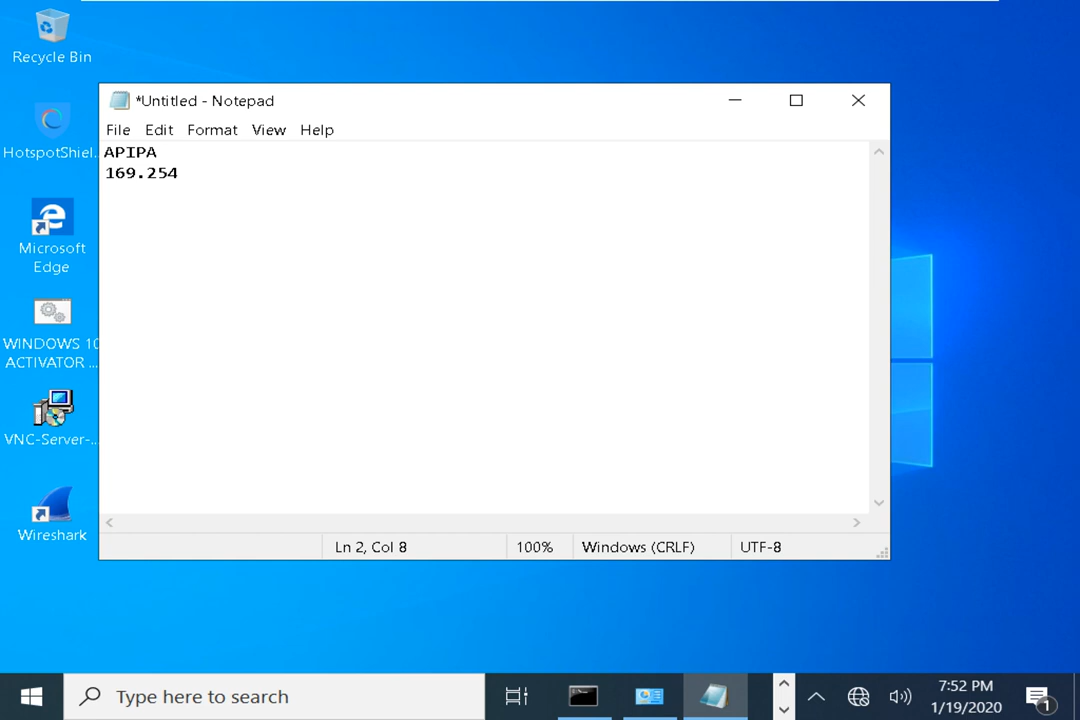 Recycle Bin
*Untitled - Notepad
File Edit Format View Help
APIPA
169.254
HotspotShiel...
Microsoft
Edge
WINDOWS 10
ACTIVATOR ...
VNC-Server-...
Wireshark
Ln 2, Col 8 100% Windows (CRLF) UTF-8
Type here to search
7:52 PM
1/19/2020
1